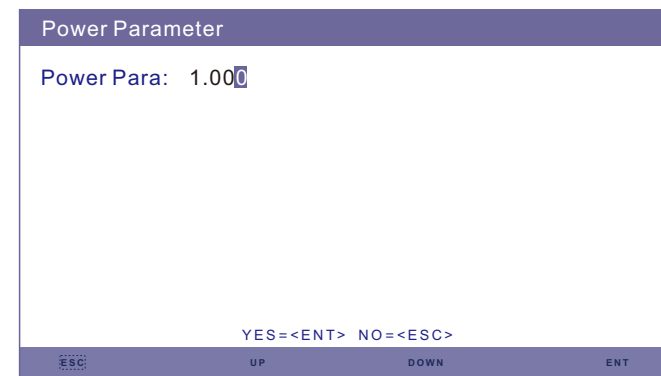 Power Parameter
Power Para: 1.000
YES=<ENT> NO=<ESC>
ESC UP DOWN ENT